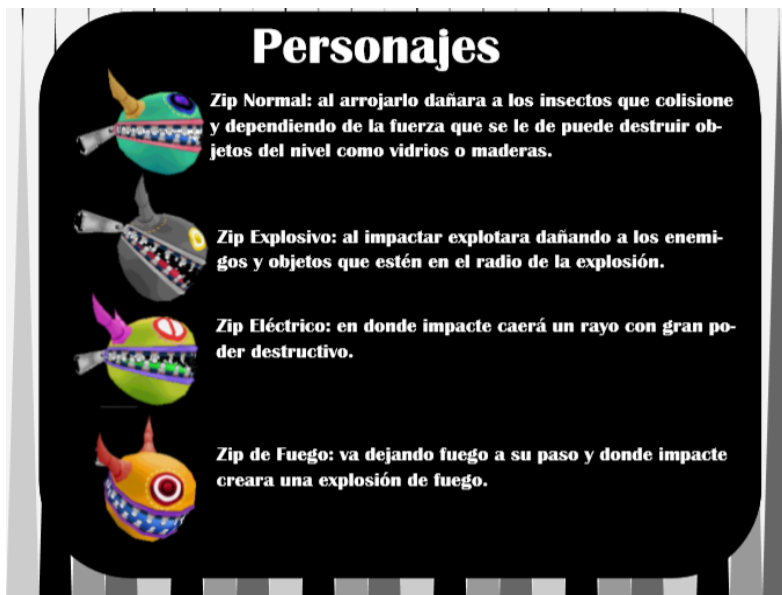 Personajes
Zip Normal: al arrojarlo dañara a los insectos que colisione
y dependiendo de la fuerza que se le de puede destruir ob-
jetos del nivel como vidrios o maderas.
Zip Explosivo: al impactar explotara dañando a los enemi-
gos y objetos que estén en el radio de la explosión.
Zip Eléctrico: en donde impacte caerá un rayo con gran po-
der destructivo.
Zip de Fuego: va dejando fuego a su paso y donde impacte
creara una explosión de fuego.